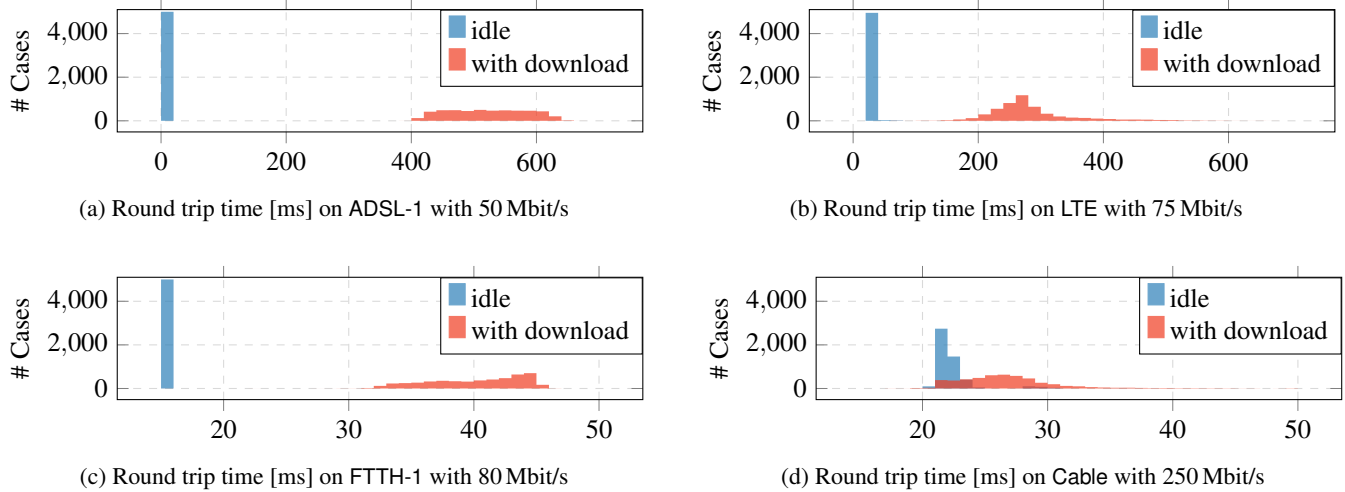 # Cases
4,000
2,000
0
idle
with download
0 200 400 600
(a) Round trip time [ms] on ADSL-1 with 50 Mbit/s
# Cases
4,000
2,000
0
idle
with download
0 200 400 600
(b) Round trip time [ms] on LTE with 75 Mbit/s
# Cases
4,000
2,000
0
idle
with download
20 30 40 50
(c) Round trip time [ms] on FTTH-1 with 80 Mbit/s
# Cases
4,000
2,000
0
idle
with download
20 30 40 50
(d) Round trip time [ms] on Cable with 250 Mbit/s